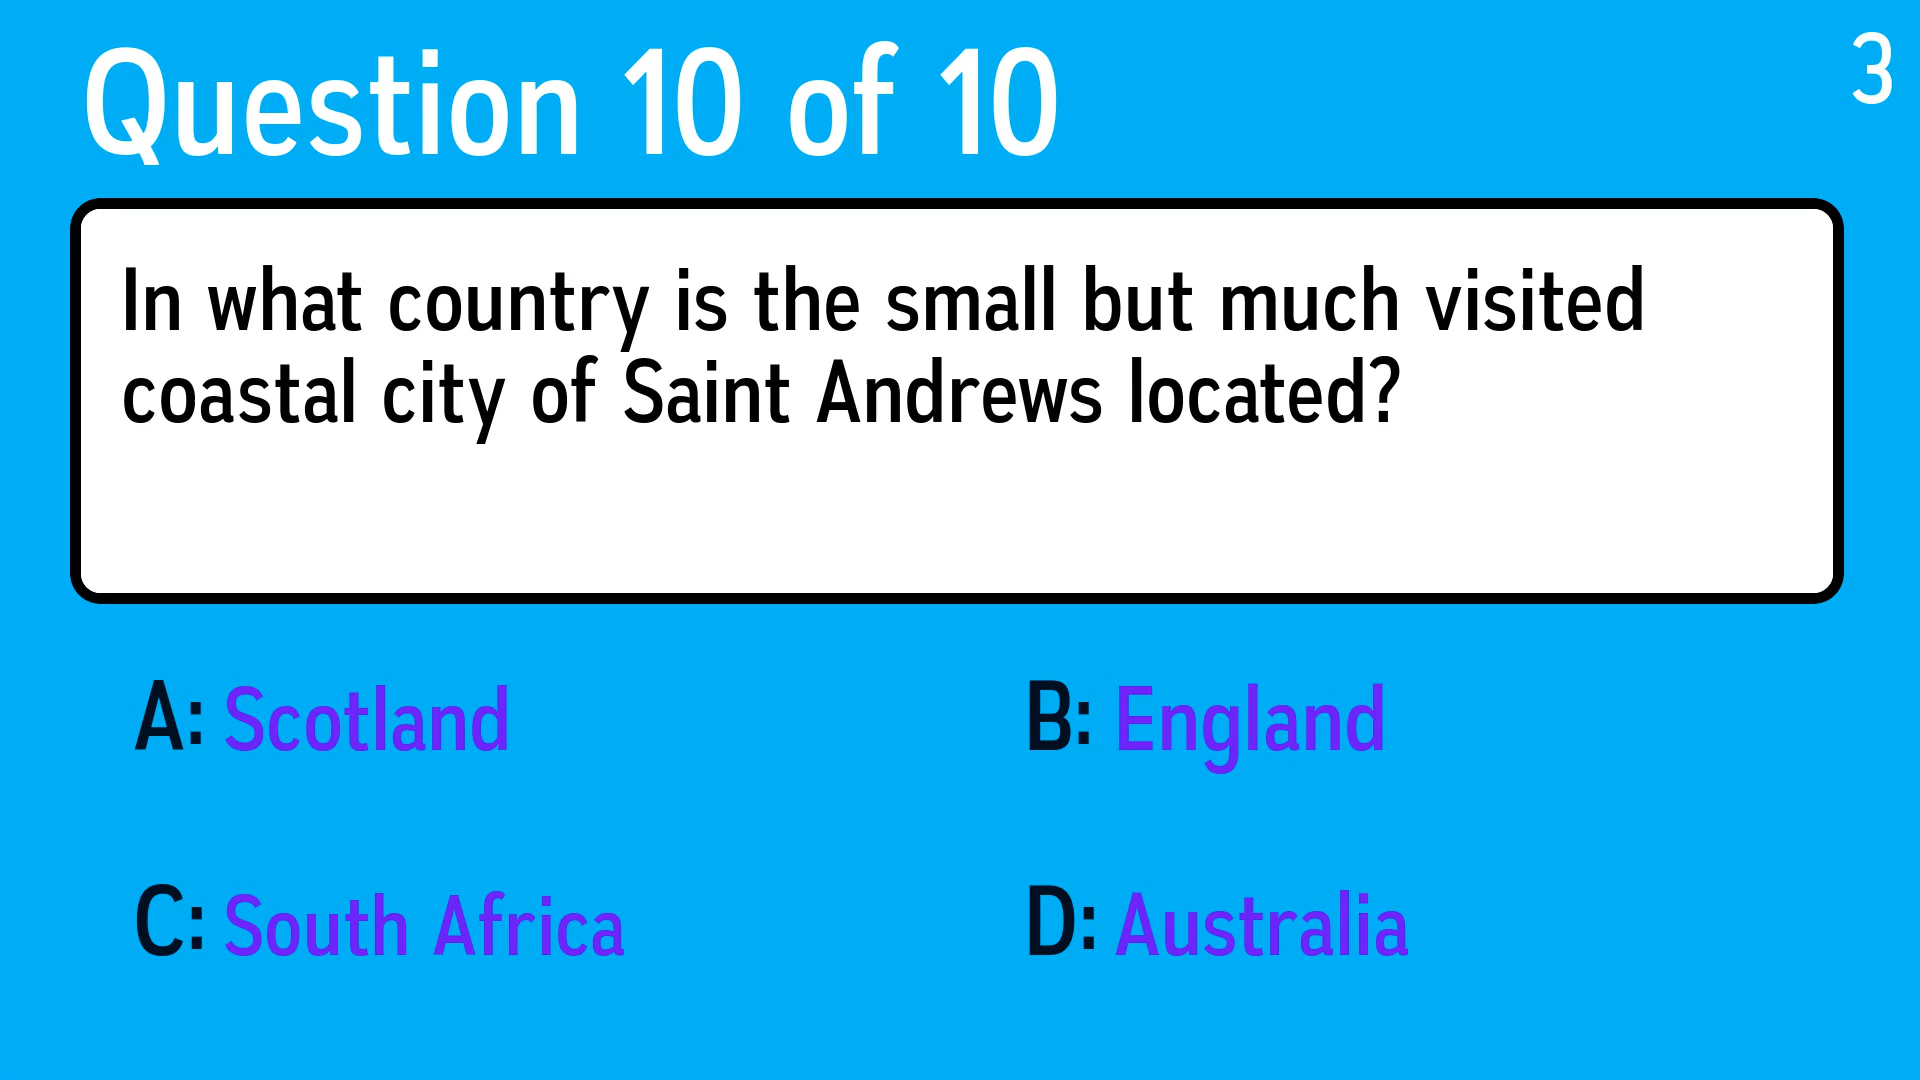 Question 10 of 10
3
In what country is the small but much visited
coastal city of Saint Andrews located?
A: Scotland
B: England
C: South Africa
D: Australia